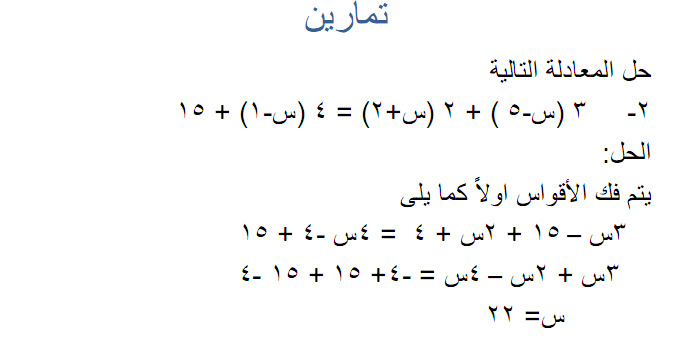 تمارين
حل المعادلة التالية
٢- ٣ (س-٥ ) + ٢ (س+٢) = ٤ (س-١) + ١٥
الحل:
يتم فك الأقواس اولاً كما يلى
٣س – ١٥ + ٢س + ٤ = ٤س -٤ + ١٥
٣س + ٢س – ٤س = -٤+ ١٥ + ١٥ -٤
س= ٢٢